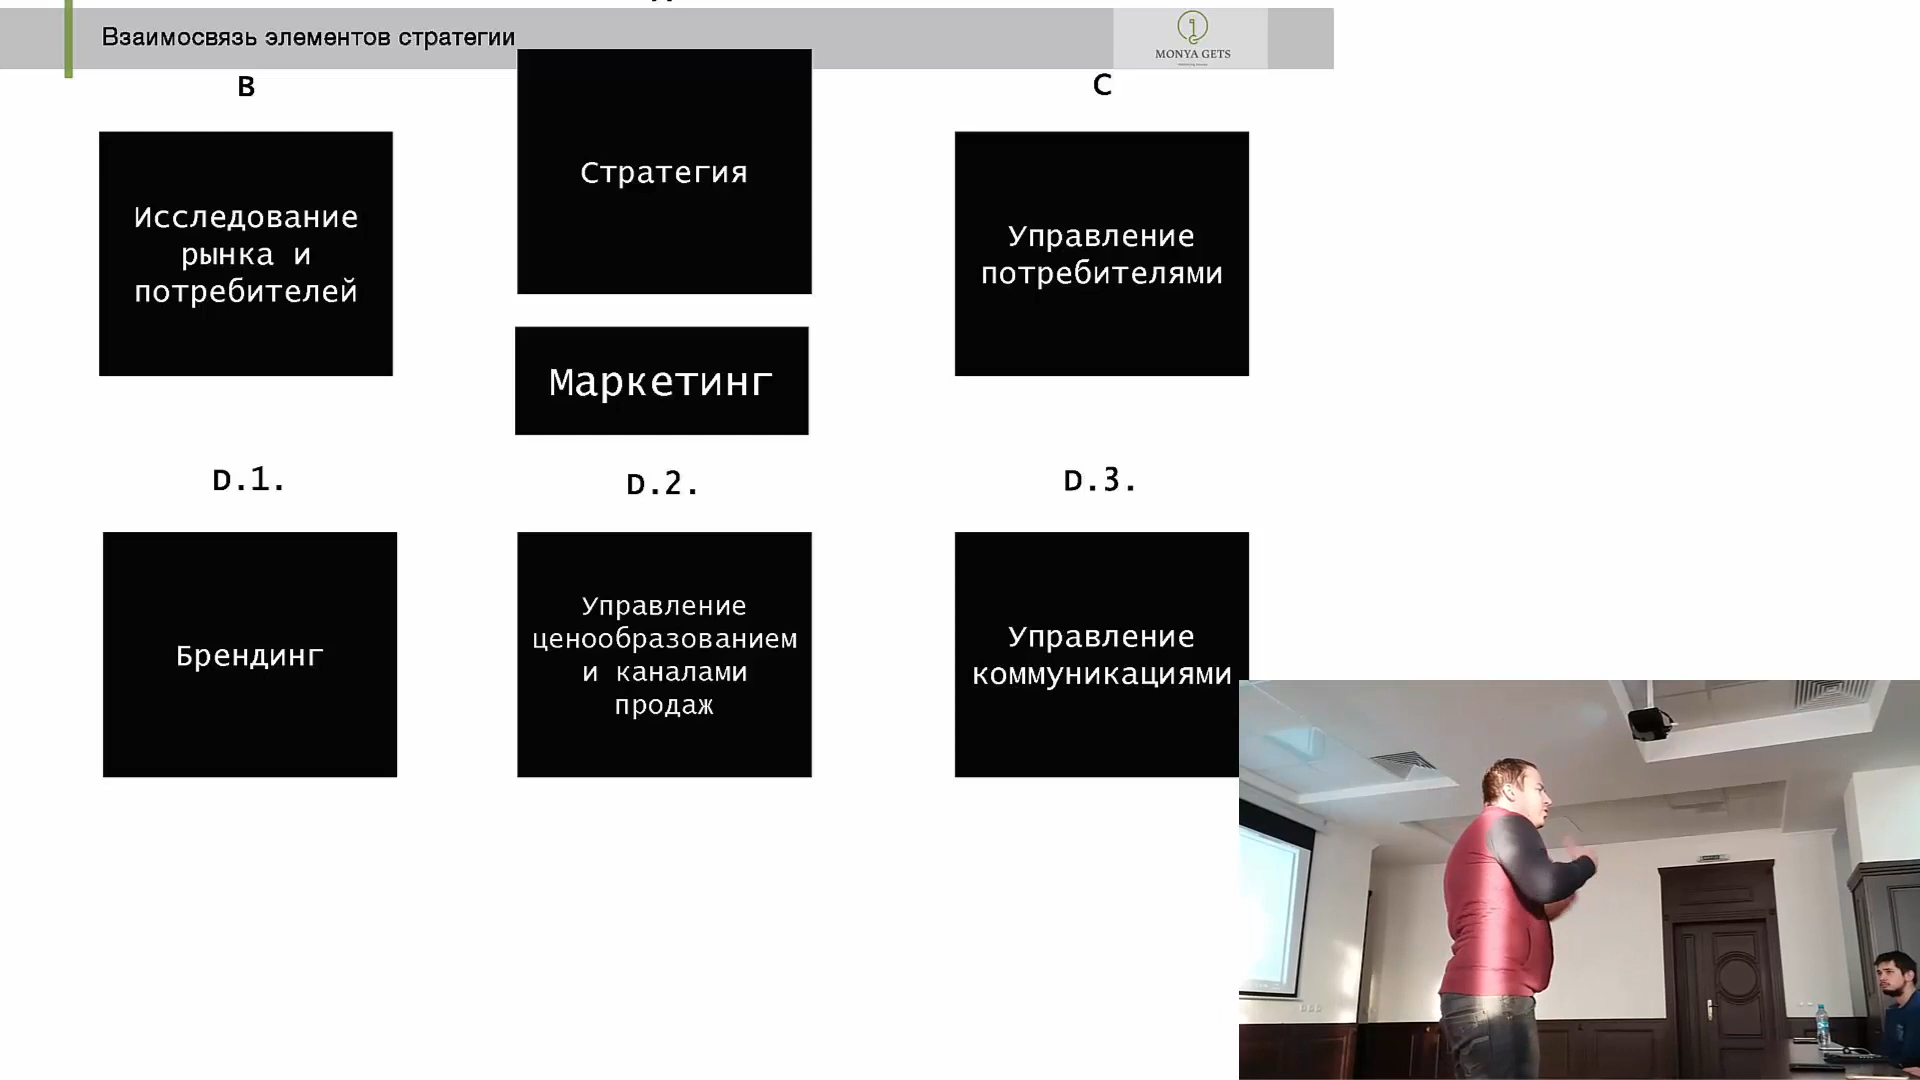 Взаимосвязь элементов стратегии
MONYA GETS
B
C
Стратегия
Исследование
рынка и
потребителей
Управление
потребителями
Маркетинг
D.1.
D.2.
D.3.
Брендинг
Управление
ценообразованием
и каналами
продаж
Управление
коммуникациями